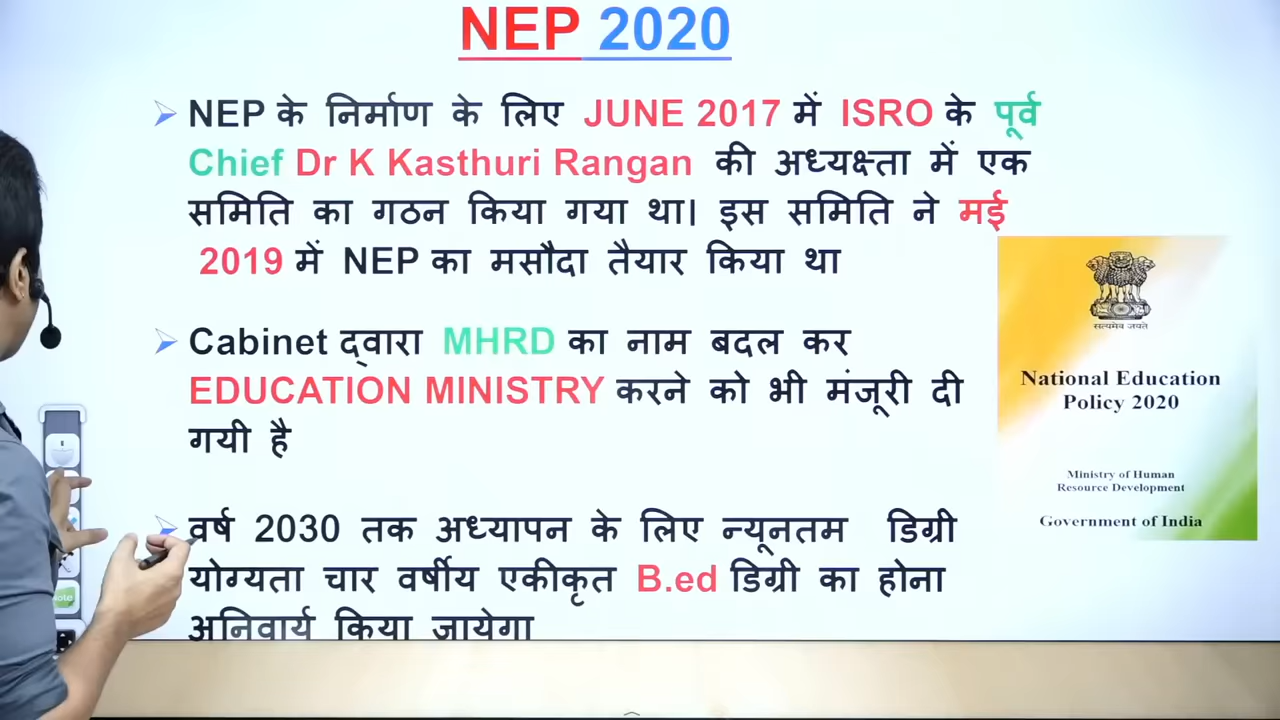 NEP 2020
NEP के निर्माण के लिए JUNE 2017 में ISRO के पूर्व
Chief Dr K Kasthuri Rangan की अध्यक्ष्ता में एक
समिति का गठन किया गया था। इस समिति ने मई
2019 में NEP का मसौदा तैयार किया था
Cabinet द्वारा MHRD का नाम बदल कर
EDUCATION MINISTRY करने को भी मंजूरी दी
गयी है
वर्ष 2030 तक अध्यापन के लिए न्यूनतम डिग्री
योग्यता चार वर्षीय एकीकृत B.ed डिग्री का होना
अनिवार्य किया जायेगा
सत्यमेव जयते
National Education
Policy 2020
Ministry of Human
Resource Development
Government of India